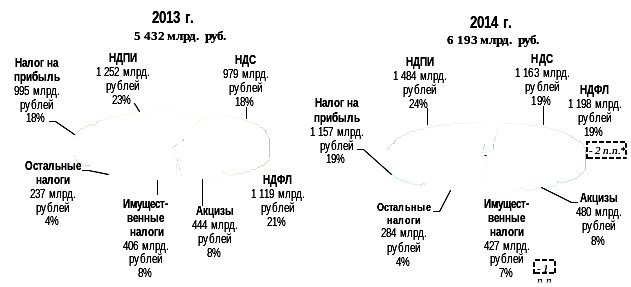 2013 г.
5 432 млрд. руб.
НДПИ
1 252 млрд.
рублей
23%
НДС
979 млрд.
рублей
18%
Налог на
прибыль
995 млрд.
рублей
18%
Остальные
налоги
237 млрд.
рублей
4%
Имущест-
венные
налоги
406 млрд.
рублей
8%
Акцизы
444 млрд.
рублей
8%
НДФЛ
1 119 млрд.
рублей
21%
2014 г.
6 193 млрд. руб.
НДПИ
1 484 млрд.
рублей
24%
НДС
1 163 млрд.
рублей
19%
НДФЛ
1 198 млрд.
рублей
19%
- 2 п.п.*
Налог на
прибыль
1 157 млрд.
рублей
19%
Остальные
налоги
284 млрд.
рублей
4%
Имущест-
венные
налоги
427 млрд.
рублей
7%
Акцизы
480 млрд.
рублей
8%